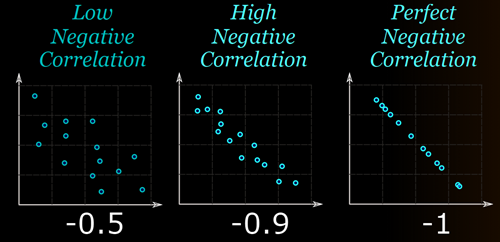 Low
Negative
Correlation
High
Negative
Correlation
Perfect
Negative
Correlation
-0.5
-0.9
-1